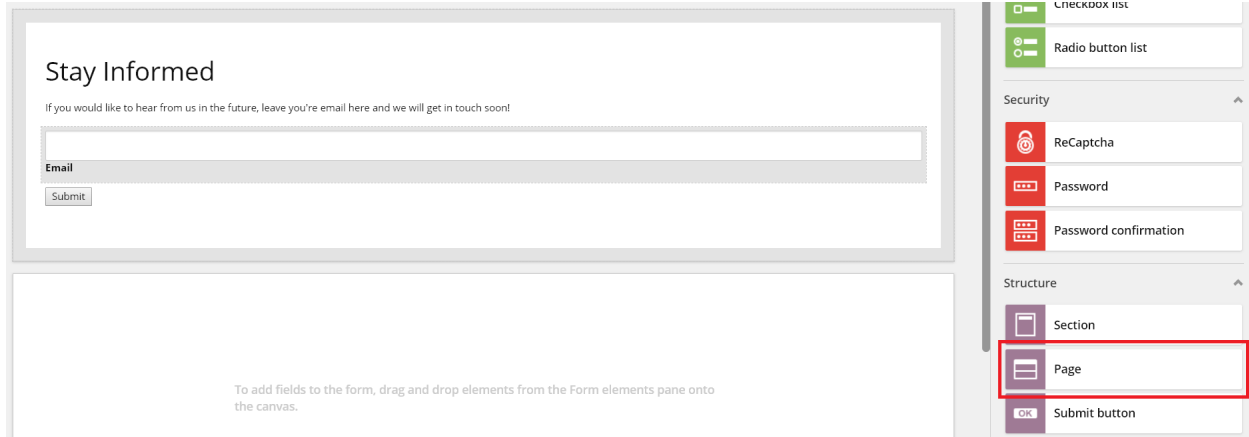 Stay Informed
If you would like to hear from us in the future, leave you're email here and we will get in touch soon!
Email
Submit
To add fields to the form, drag and drop elements from the Form elements pane onto
the canvas.
Checkbox list
Radio button list
Security
ReCaptcha
Password
Password confirmation
Structure
Section
Page
OK
Submit button